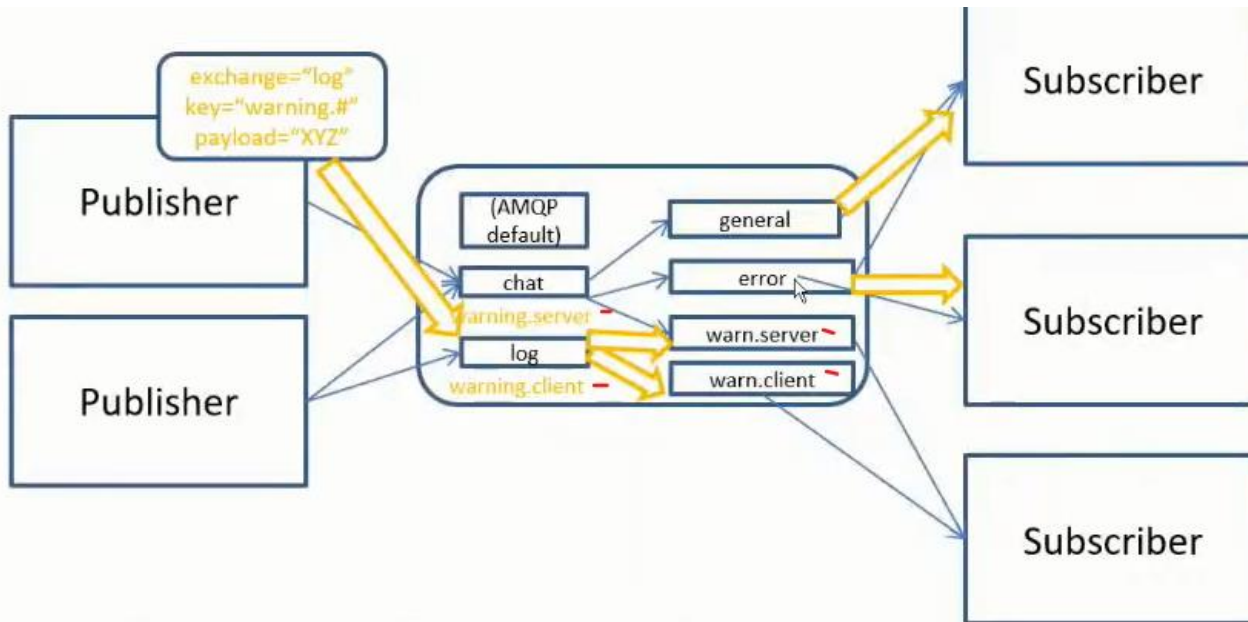 exchange="log"
key="warning.#"
payload="XYZ"
Publisher
Publisher
(AMQP
default)
chat
warning.server
log
warning.client
general
error
warn.server
warn.client
Subscriber
Subscriber
Subscriber